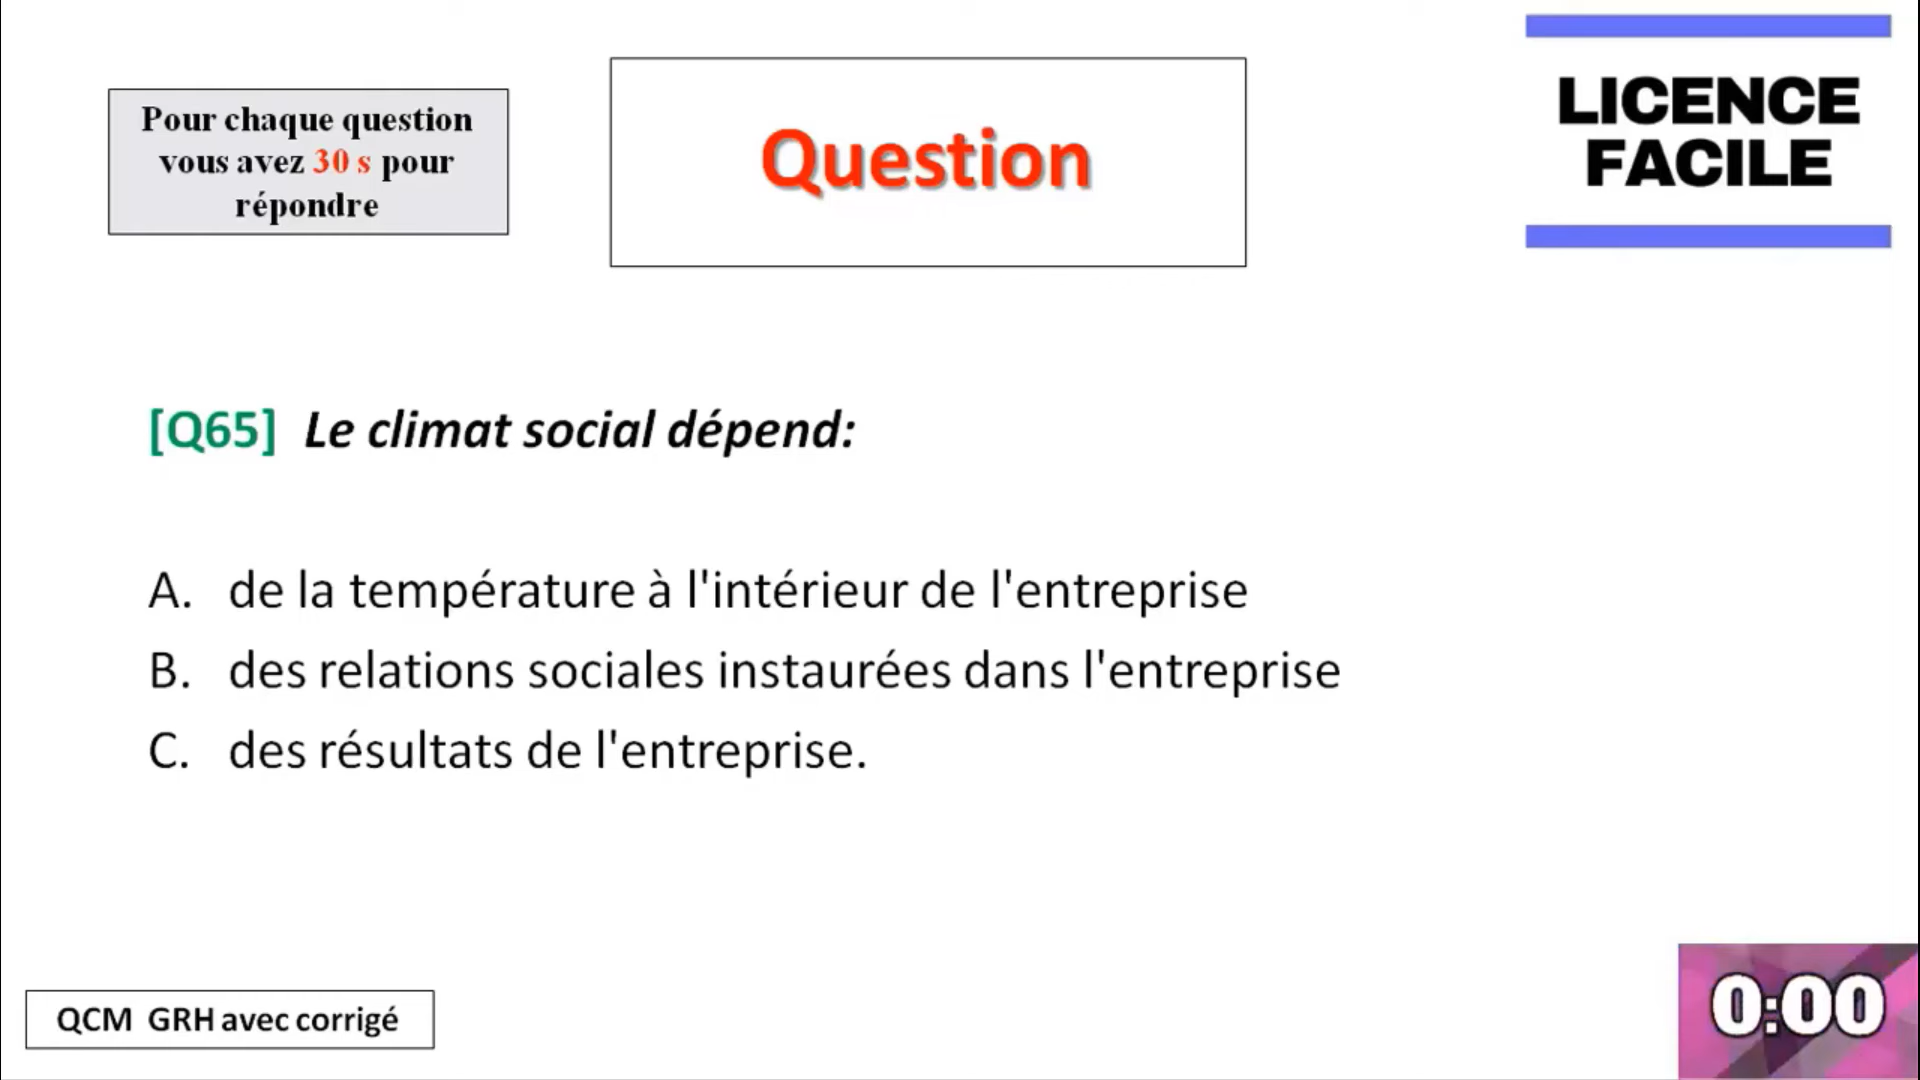 Pour chaque question
vous avez 30 s pour
répondre
Question
LICENCE
FACILE
[Q65] Le climat social dépend:
A. de la température à l'intérieur de l'entreprise
B. des relations sociales instaurées dans l'entreprise
C. des résultats de l'entreprise.
QCM GRH avec corrigé
0:00